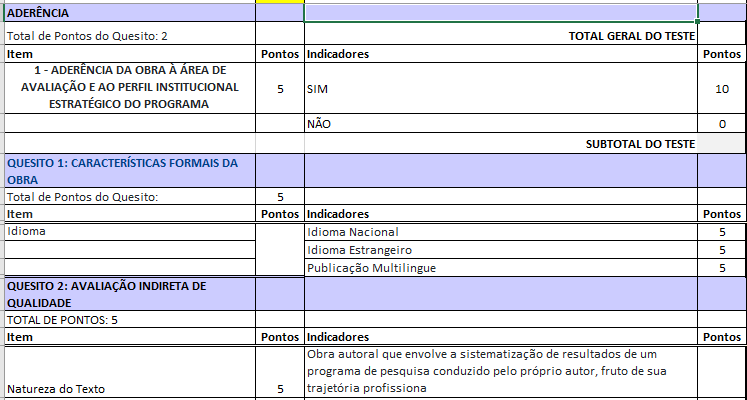 ADERÊNCIA
Total de Pontos do Quesito: 2 TOTAL GERAL DO TESTE
Item Pontos Indicadores Pontos
1 - ADERÊNCIA DA OBRA À ÁREA DE
AVALIAÇÃO E AO PERFIL INSTITUCIONAL
ESTRATÉGICO DO PROGRAMA
5 SIM 10
NÃO 0
SUBTOTAL DO TESTE
QUESITO 1: CARACTERÍSTICAS FORMAIS DA
OBRA
Total de Pontos do Quesito: 5
Item Pontos Indicadores Pontos
Idioma Idioma Nacional 5
Idioma Estrangeiro 5
Publicação Multilingue 5
QUESITO 2: AVALIAÇÃO INDIRETA DE
QUALIDADE
TOTAL DE PONTOS: 5
Item Pontos Indicadores Pontos
Natureza do Texto 5
Obra autoral que envolve a sistematização de resultados de um
programa de pesquisa conduzido pelo próprio autor, fruto de sua
trajetória profissiona